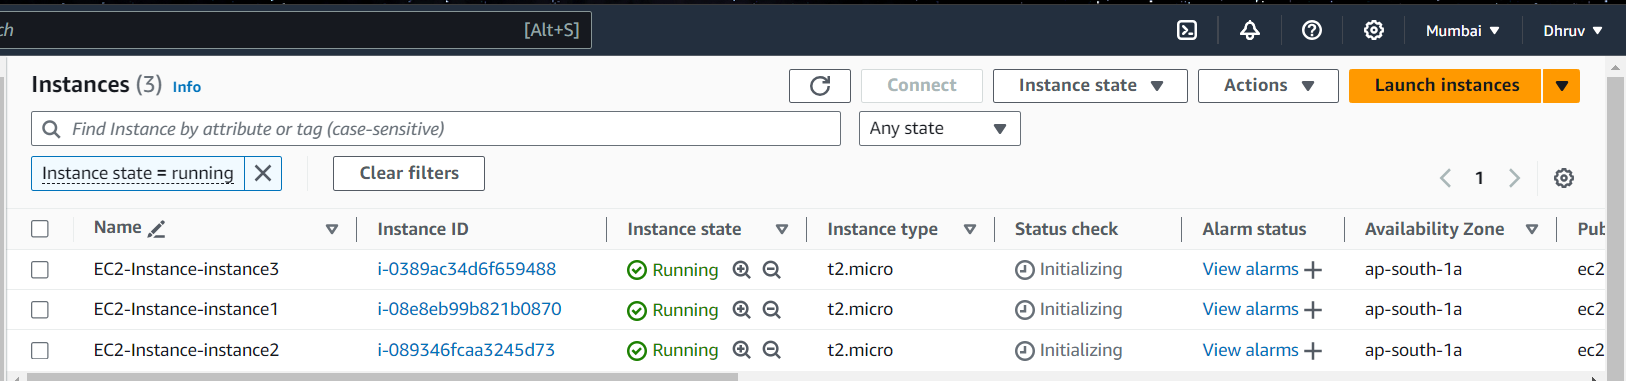 ch [Alt+S] Mumbai Dhruv
Instances (3) Info Connect Instance state Actions Launch instances
Find Instance by attribute or tag (case-sensitive) Any state
Instance state = running Clear filters 1
Name Instance ID Instance state Instance type Status check Alarm status Availability Zone Pub
EC2-Instance-instance3 i-0389ac34d6f659488 Running t2.micro Initializing View alarms ap-south-1a ec2
EC2-Instance-instance1 i-08e8eb99b821b0870 Running t2.micro Initializing View alarms ap-south-1a ec2
EC2-Instance-instance2 i-089346fcaa3245d73 Running t2.micro Initializing View alarms ap-south-1a ec2